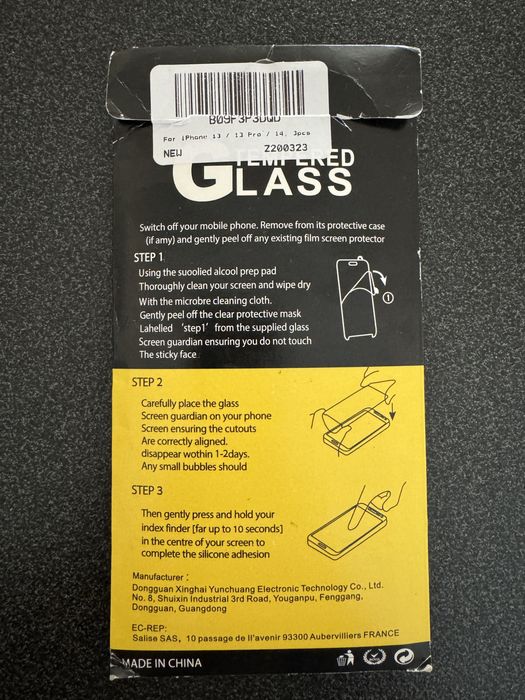 B09F3P3DQD
For iPhone 13 / 13 Pro / 14, 3pcs
NEW Z200323
TEMPERED
GLASS
Switch off your mobile phone. Remove from its protective case
(if amy) and gently peel off any existing film screen protector
STEP 1
Using the suoolied alcool prep pad
Thoroughly clean your screen and wipe dry
With the microbre cleaning cloth.
Gently peel off the clear protective mask
Lahelled 'step1' from the supplied glass
Screen guardian ensuring you do not touch
The sticky face
1
STEP 2
Carefully place the glass
Screen guardian on your phone
Screen ensuring the cutouts
Are correctly aligned.
disappear wothin 1-2days.
Any small bubbles should
STEP 3
Then gently press and hold your
index finder [far up to 10 seconds]
in the centre of your screen to
complete the silicone adhesion
Manufacturer :
Dongguan Xinghai Yunchuang Electronic Technology Co., Ltd.
No. 8, Shuixin Industrial 3rd Road, Youganpu, Fenggang,
Dongguan, Guangdong
EC-REP:
Salise SAS, 10 passage de ll'avenir 93300 Aubervilliers FRANCE
MADE IN CHINA